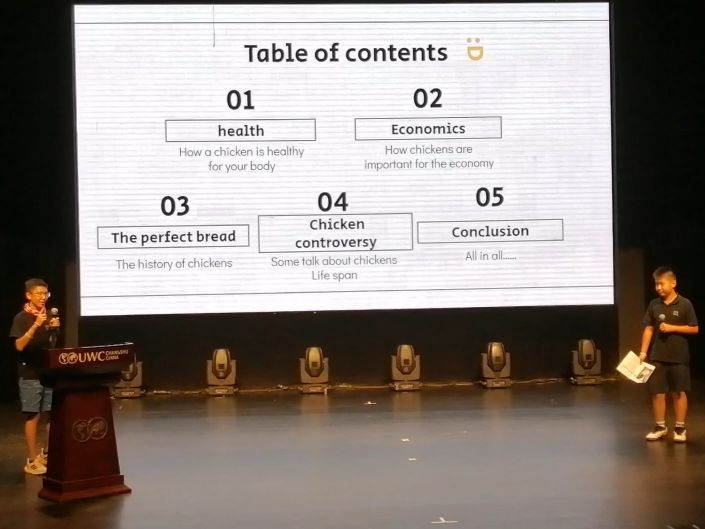 Table of contents :D
01
health
How a chicken is healthy
for your body
02
Economics
How chickens are
important for the economy
03
The perfect bread
The history of chickens
04
Chicken
controversy
Some talk about chickens
Life span
05
Conclusion
All in all......
UWC CHANGSHU
CHINA